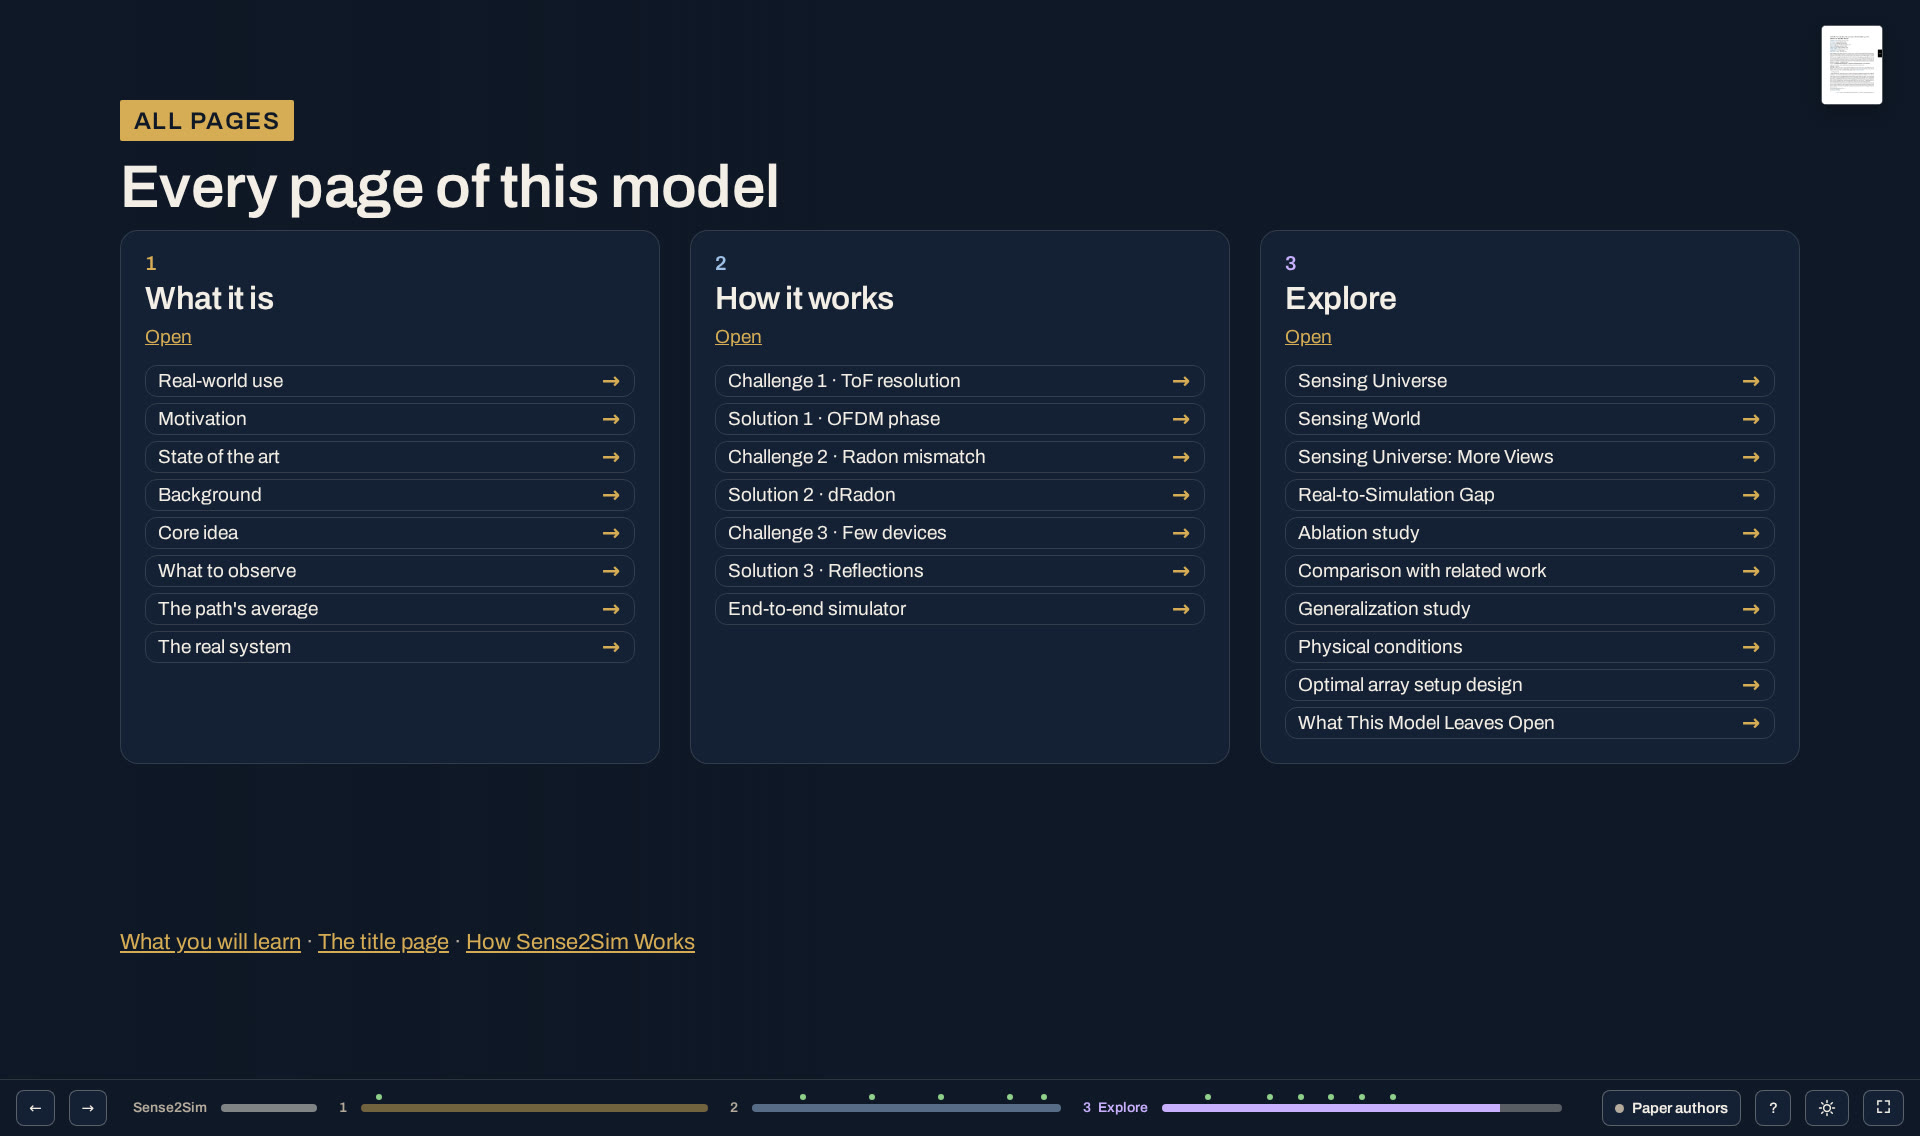 ALL PAGES
Every page of this model
1
What it is
Open
Real-world use →
Motivation →
State of the art →
Background →
Core idea →
What to observe →
The path's average →
The real system →
2
How it works
Open
Challenge 1 · ToF resolution →
Solution 1 · OFDM phase →
Challenge 2 · Radon mismatch →
Solution 2 · dRadon →
Challenge 3 · Few devices →
Solution 3 · Reflections →
End-to-end simulator →
3
Explore
Open
Sensing Universe →
Sensing World →
Sensing Universe: More Views →
Real-to-Simulation Gap →
Ablation study →
Comparison with related work →
Generalization study →
Physical conditions →
Optimal array setup design →
What This Model Leaves Open →
What you will learn · The title page · How Sense2Sim Works
← → Sense2Sim 1 2 3 Explore Paper authors ?